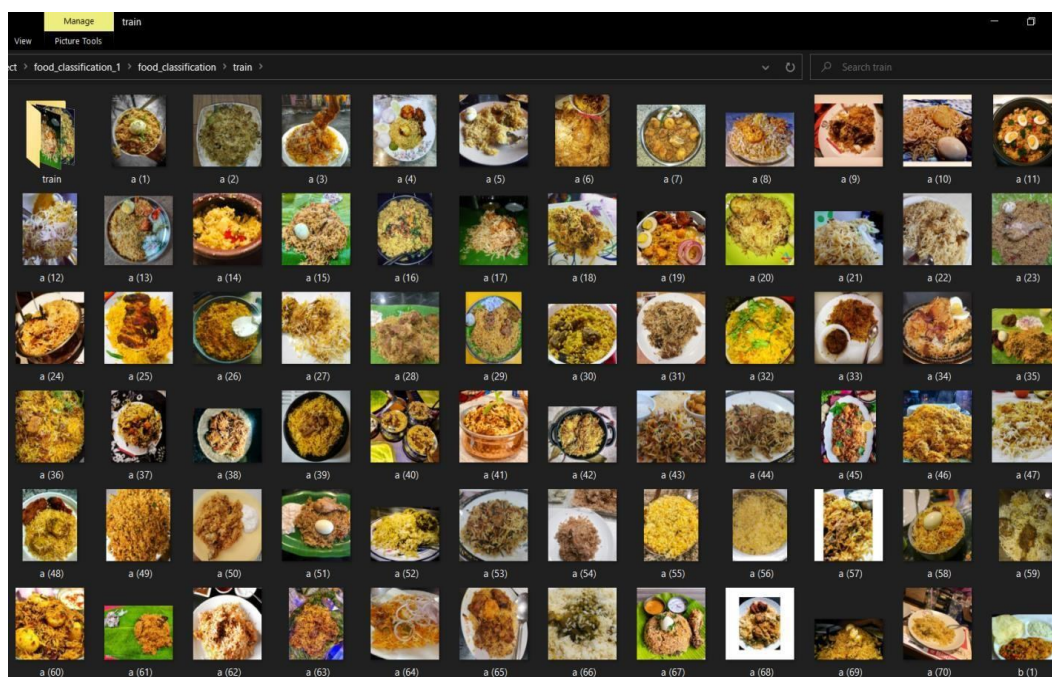 Manage train
View Picture Tools
ct > food_classification_1 > food_classification > train > Search train
train a (1) a (2) a (3) a (4) a (5) a (6) a (7) a (8) a (9) a (10) a (11)
a (12) a (13) a (14) a (15) a (16) a (17) a (18) a (19) a (20) a (21) a (22) a (23)
a (24) a (25) a (26) a (27) a (28) a (29) a (30) a (31) a (32) a (33) a (34) a (35)
a (36) a (37) a (38) a (39) a (40) a (41) a (42) a (43) a (44) a (45) a (46) a (47)
a (48) a (49) a (50) a (51) a (52) a (53) a (54) a (55) a (56) a (57) a (58) a (59)
a (60) a (61) a (62) a (63) a (64) a (65) a (66) a (67) a (68) a (69) a (70) b (1)